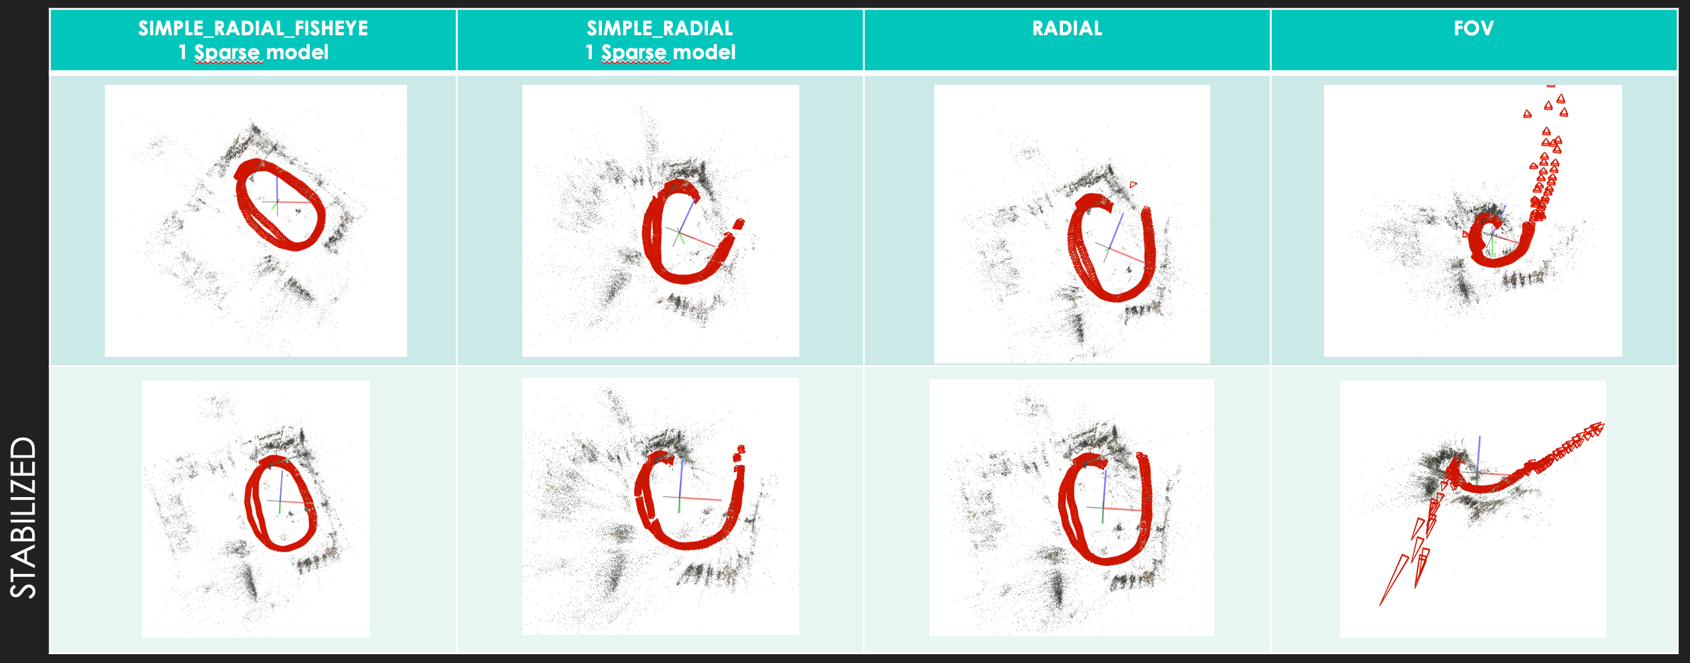 SIMPLE_RADIAL_FISHEYE
1 Sparse model
SIMPLE_RADIAL
1 Sparse model
RADIAL
FOV
STABILIZED